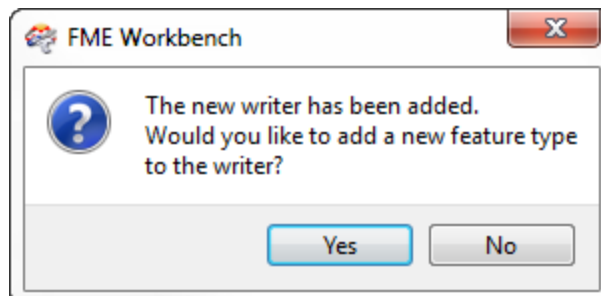 FME Workbench
The new writer has been added.
Would you like to add a new feature type
to the writer?
Yes
No